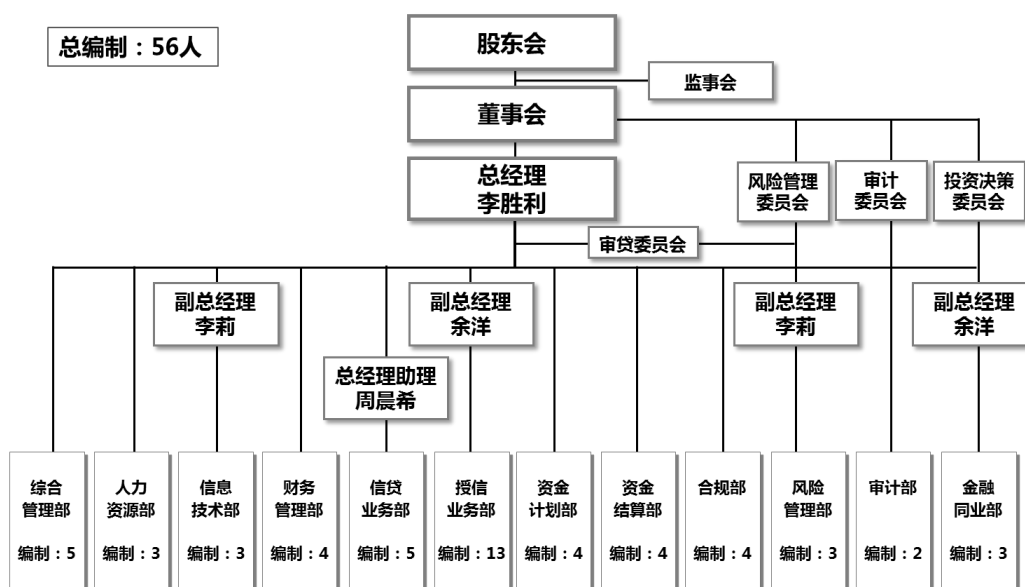 总编制：56人
股东会
监事会
董事会
总经理
李胜利
风险管理
委员会
审计
委员会
投资决策
委员会
审贷委员会
副总经理
李莉
副总经理
余洋
副总经理
李莉
副总经理
余洋
总经理助理
周晨希
综合
管理部
编制：5
人力
资源部
编制：3
信息
技术部
编制：3
财务
管理部
编制：4
信贷
业务部
编制：5
授信
业务部
编制：13
资金
计划部
编制：4
资金
结算部
编制：4
合规部
编制：4
风险
管理部
编制：3
审计部
编制：2
金融
同业部
编制：3